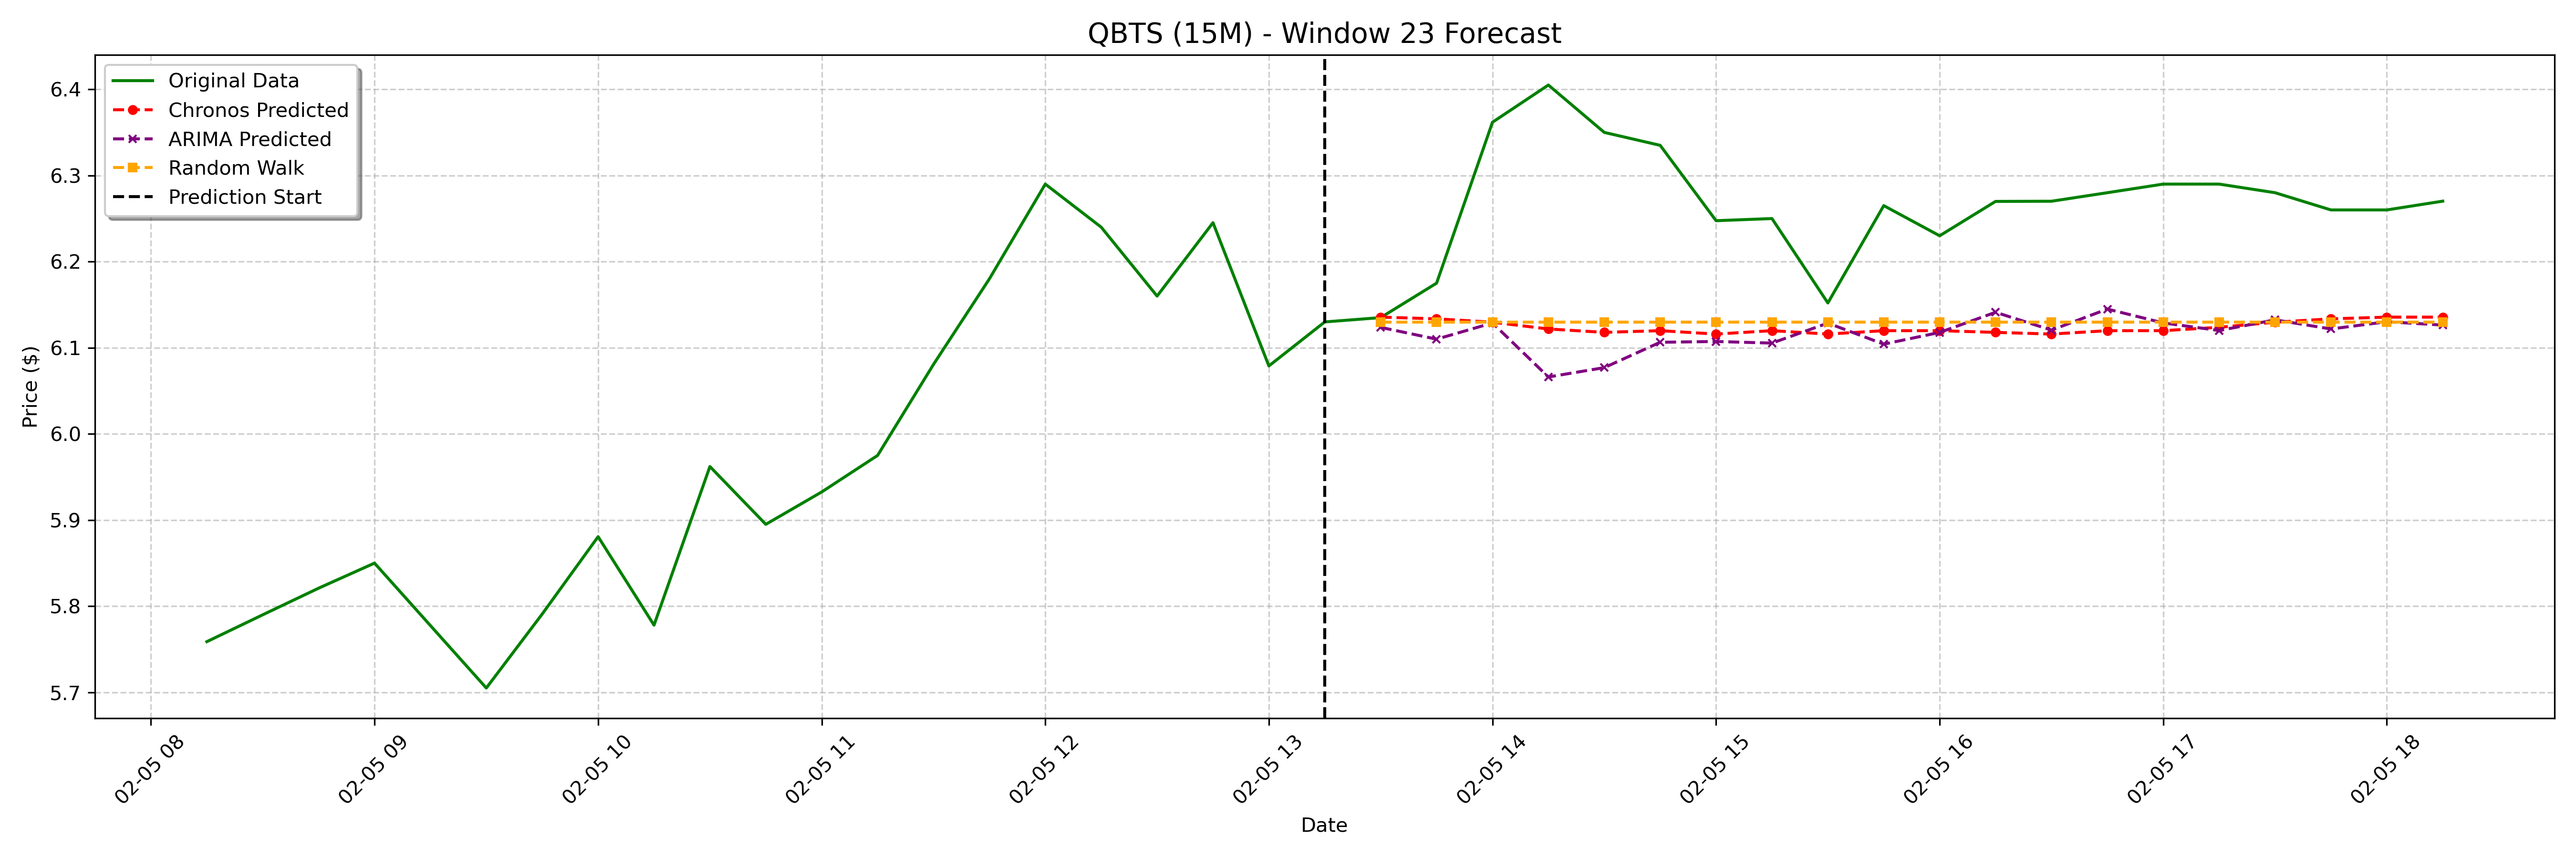 QBTS (15M) - Window 23 Forecast
Original Data
Chronos Predicted
ARIMA Predicted
Random Walk
Prediction Start
Price ($)
6.4
6.3
6.2
6.1
6.0
5.9
5.8
5.7
02-05 08
02-05 09
02-05 10
02-05 11
02-05 12
02-05 13
02-05 14
02-05 15
02-05 16
02-05 17
02-05 18
Date